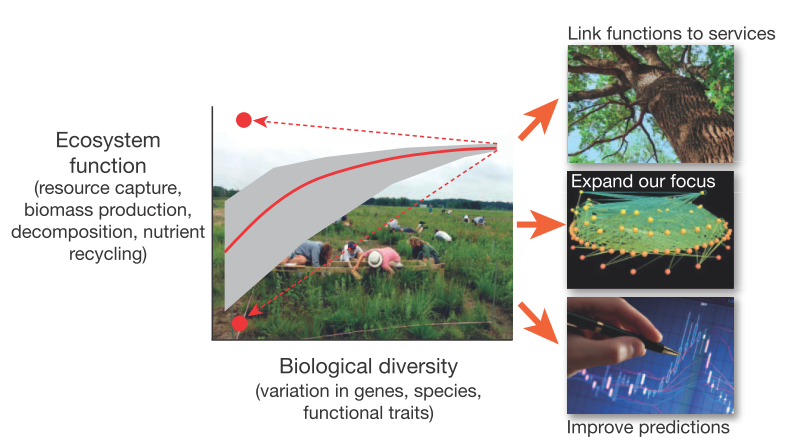 Link functions to services
Ecosystem
function
(resource capture,
biomass production,
decomposition, nutrient
recycling)
Expand our focus
Biological diversity
(variation in genes, species,
functional traits)
Improve predictions